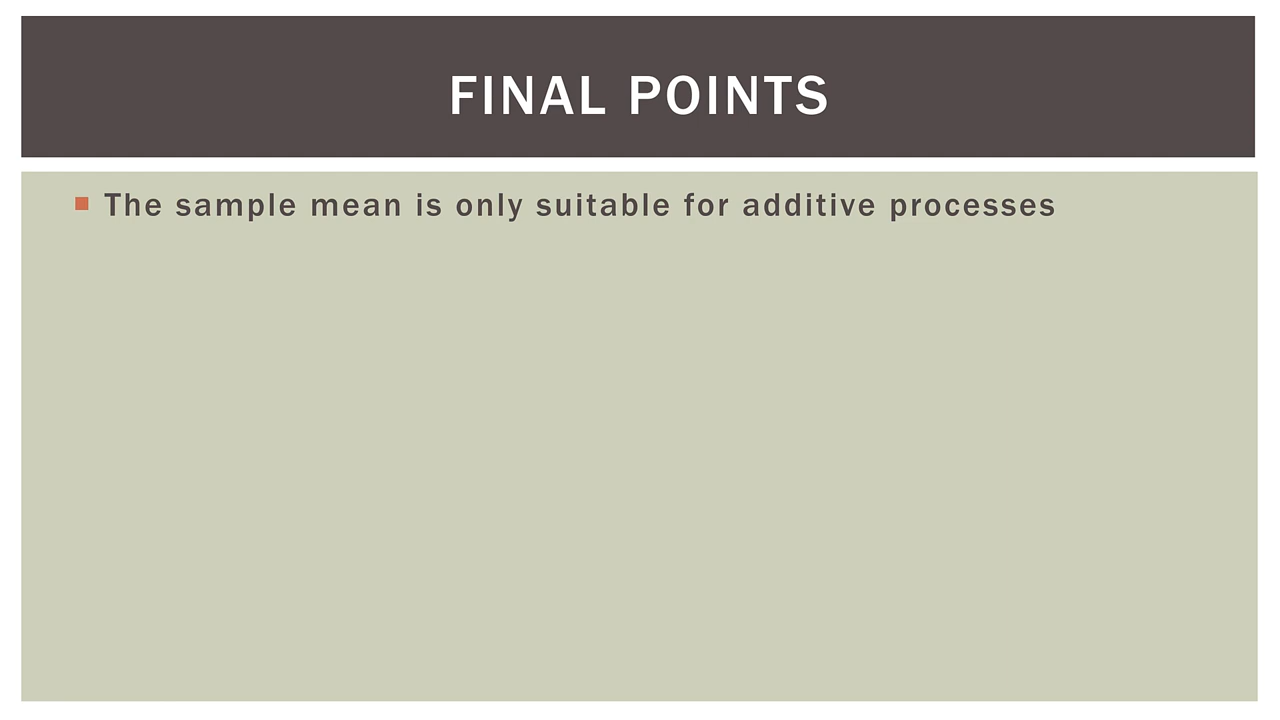 FINAL POINTS
The sample mean is only suitable for additive processes